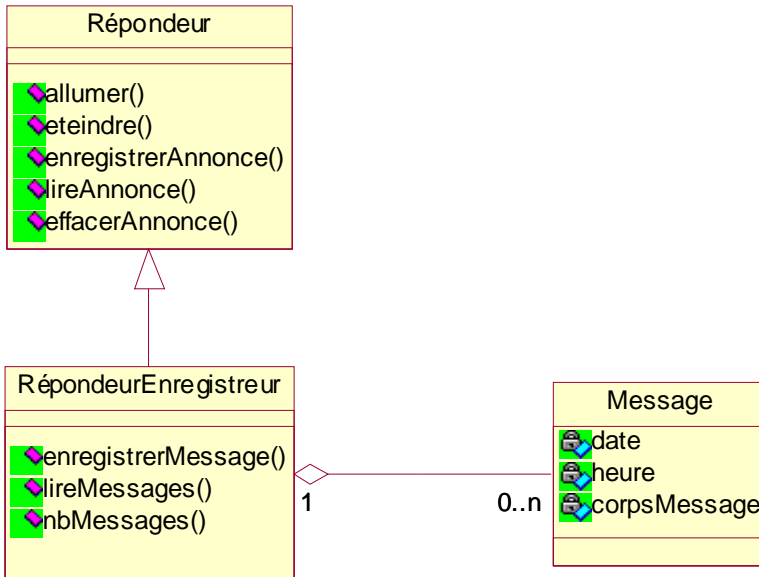 Répondeur
allumer()
eteindre()
enregistrerAnnonce()
lireAnnonce()
effacerAnnonce()
RépondeurEnregistreur
enregistrerMessage()
lireMessages()
nbMessages()
1
0..n
Message
date
heure
corpsMessage